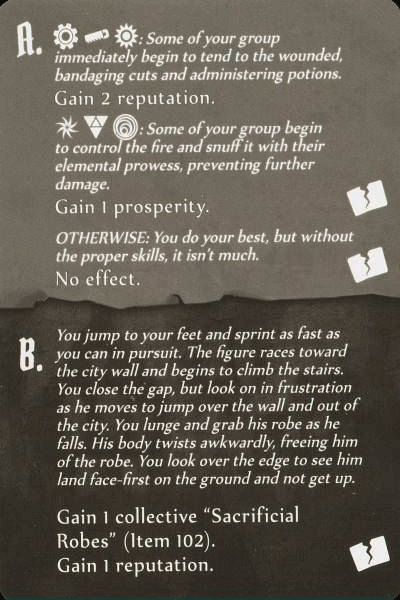 A. : Some of your group
immediately begin to tend to the wounded,
bandaging cuts and administering potions.
Gain 2 reputation.
: Some of your group begin
to control the fire and snuff it with their
elemental prowess, preventing further
damage.
Gain 1 prosperity.
OTHERWISE: You do your best, but without
the proper skills, it isn't much.
No effect.
B. You jump to your feet and sprint as fast as
you can in pursuit. The figure races toward
the city wall and begins to climb the stairs.
You close the gap, but look on in frustration
as he moves to jump over the wall and out of
the city. You lunge and grab his robe as he
falls. His body twists awkwardly, freeing him
of the robe. You look over the edge to see him
land face-first on the ground and not get up.
Gain 1 collective “Sacrificial
Robes” (Item 102).
Gain 1 reputation.